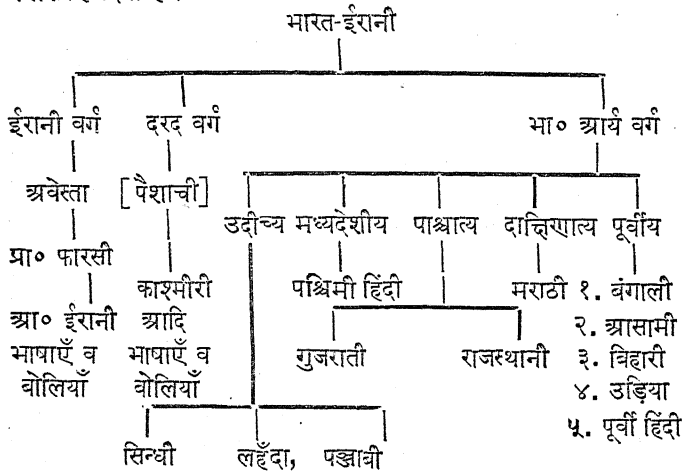 भारत-ईरानी
ईरानी वर्ग दरद वर्ग भा० आर्य वर्ग
अवेस्ता [पैशाची]
उदीच्य मध्यदेशीय पाश्चात्य दाक्षिणात्य पूर्वीय
प्रा० फारसी
काश्मीरी पश्चिमी हिंदी मराठी १. बंगाली
आ० ईरानी आदि २. आसामी
भाषाएँ व भाषाएँ व गुजराती राजस्थानी ३. बिहारी
बोलियाँ बोलियाँ ४. उड़िया
५. पूर्वी हिंदी
सिन्धी लहँदा, पञ्जाबी